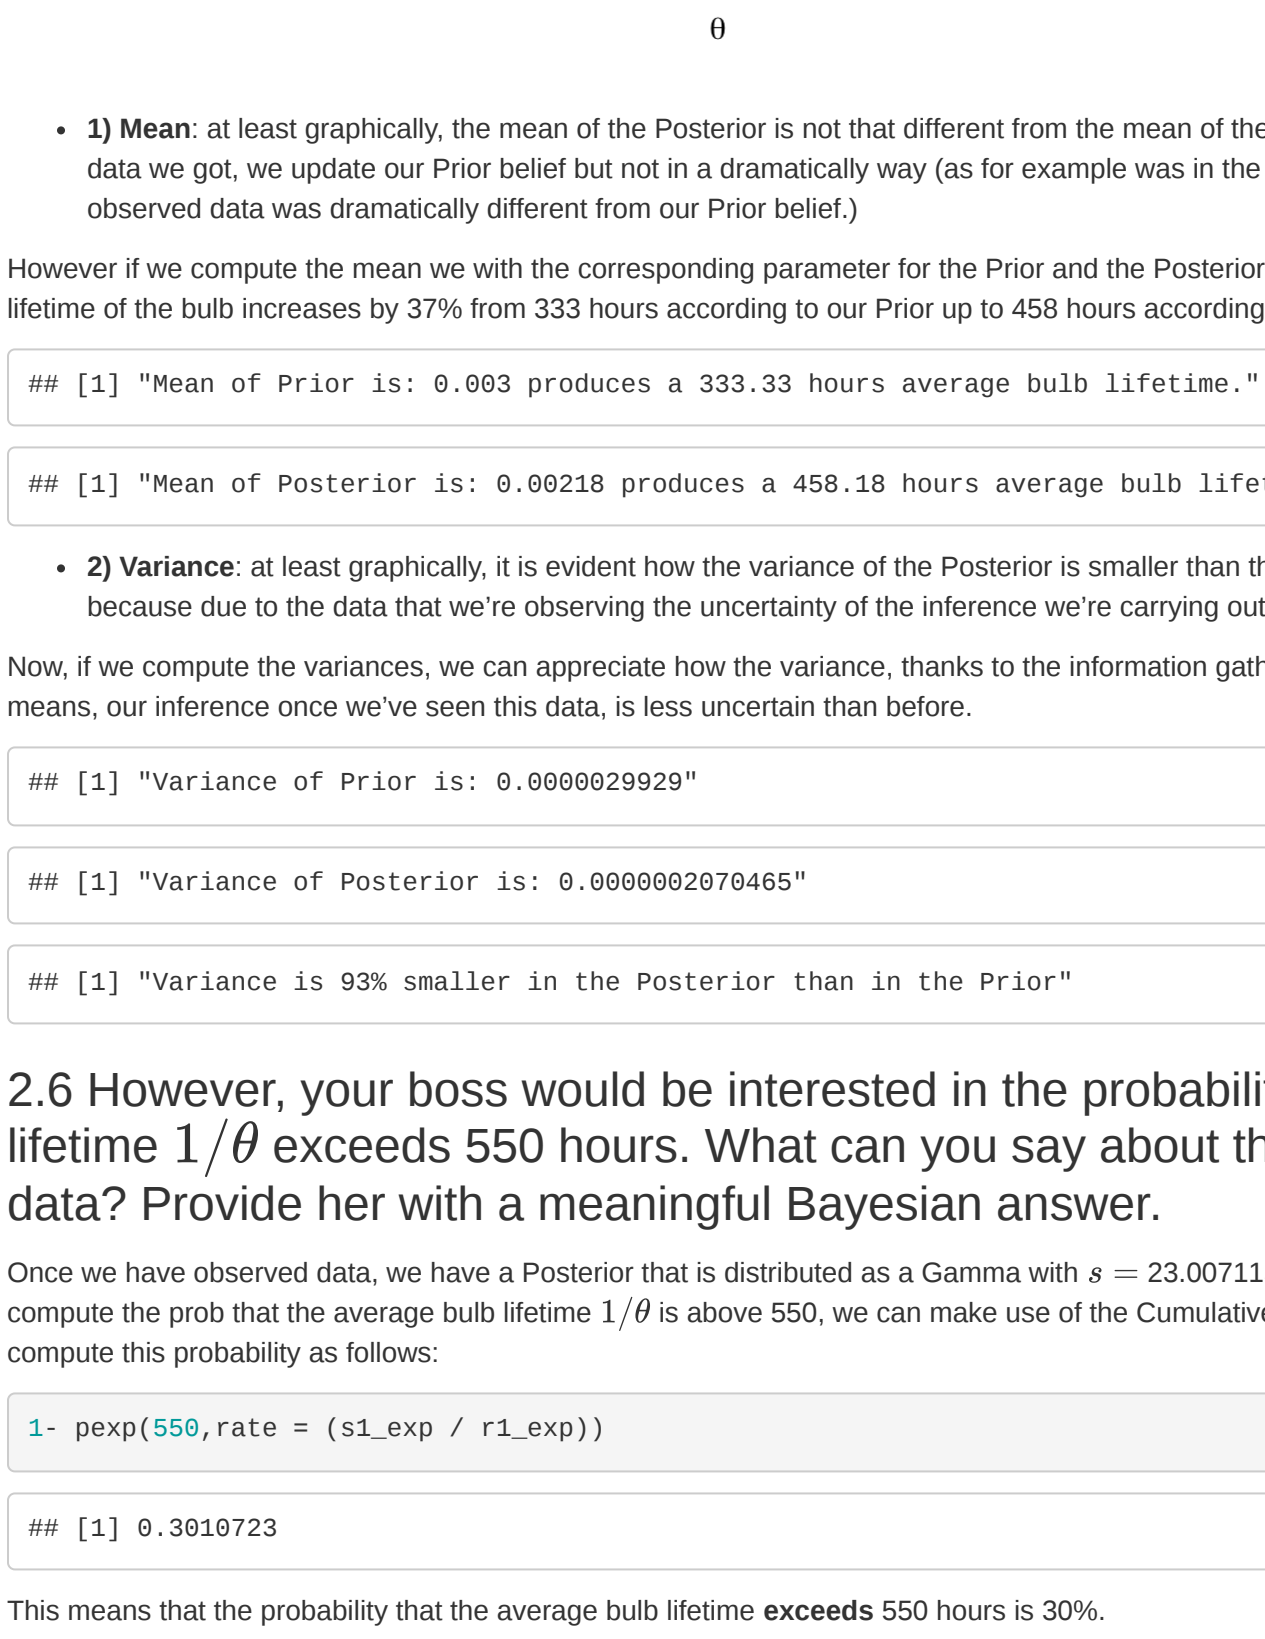 θ
• 1) Mean: at least graphically, the mean of the Posterior is not that different from the mean of the
data we got, we update our Prior belief but not in a dramatically way (as for example was in the
observed data was dramatically different from our Prior belief.)
However if we compute the mean we with the corresponding parameter for the Prior and the Posterior
lifetime of the bulb increases by 37% from 333 hours according to our Prior up to 458 hours according
## [1] "Mean of Prior is: 0.003 produces a 333.33 hours average bulb lifetime."
## [1] "Mean of Posterior is: 0.00218 produces a 458.18 hours average bulb
• 2) Variance: at least graphically, it is evident how the variance of the Posterior is smaller than
because due to the data that we’re observing the uncertainty of the inference we’re carrying out
Now, if we compute the variances, we can appreciate how the variance, thanks to the information
means, our inference once we’ve seen this data, is less uncertain than before.
## [1] "Variance of Prior is: 0.0000029929"
## [1] "Variance of Posterior is: 0.0000002070465"
## [1] "Variance is 93% smaller in the Posterior than in the Prior"
2.6 However, your boss would be interested in the
lifetime 1/θ exceeds 550 hours. What can you say about
data? Provide her with a meaningful Bayesian answer.
Once we have observed data, we have a Posterior that is distributed as a Gamma with s = 23.00711
compute the prob that the average bulb lifetime 1/θ is above 550, we can make use of the Cumulative
compute this probability as follows:
1- pexp(550,rate = (s1_exp / r1_exp))
## [1] 0.3010723
This means that the probability that the average bulb lifetime exceeds 550 hours is 30%.